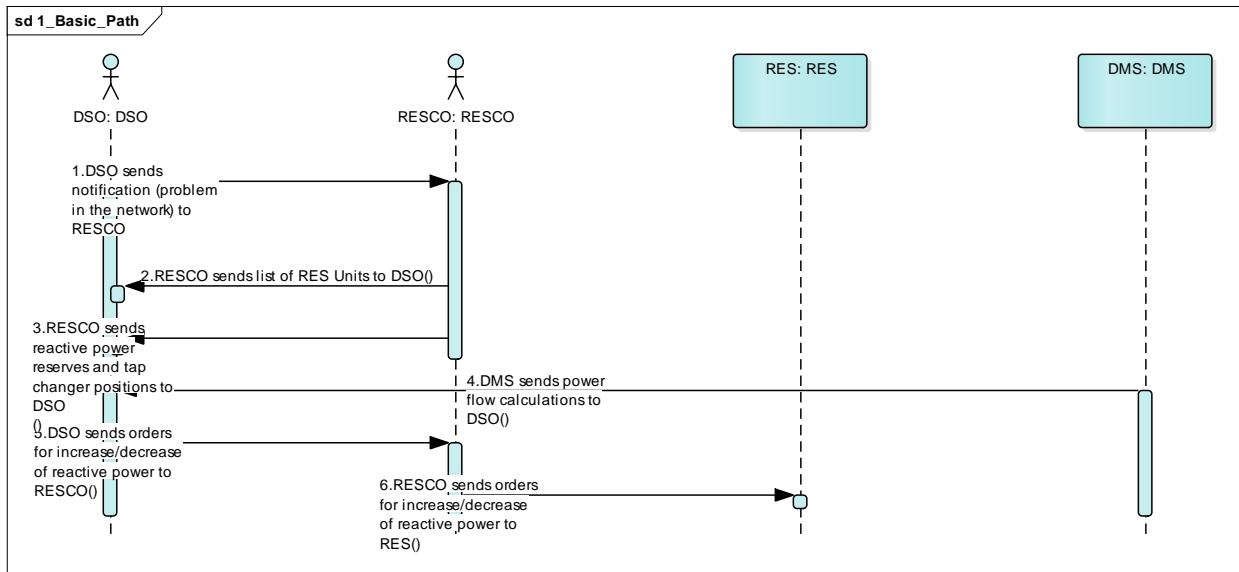 sd 1_Basic_Path
DSO: DSO
RESCO: RESCO
RES: RES
DMS: DMS
1.DSO sends
notification (problem
in the network) to
RESCO
2.RESCO sends list of RES Units to DSO()
3.RESCO sends
reactive power
reserves and tap
changer positions to
DSO
()
4.DMS sends power
flow calculations to
DSO()
5.DSO sends orders
for increase/decrease
of reactive power to
RESCO()
6.RESCO sends orders
for increase/decrease
of reactive power to
RES()